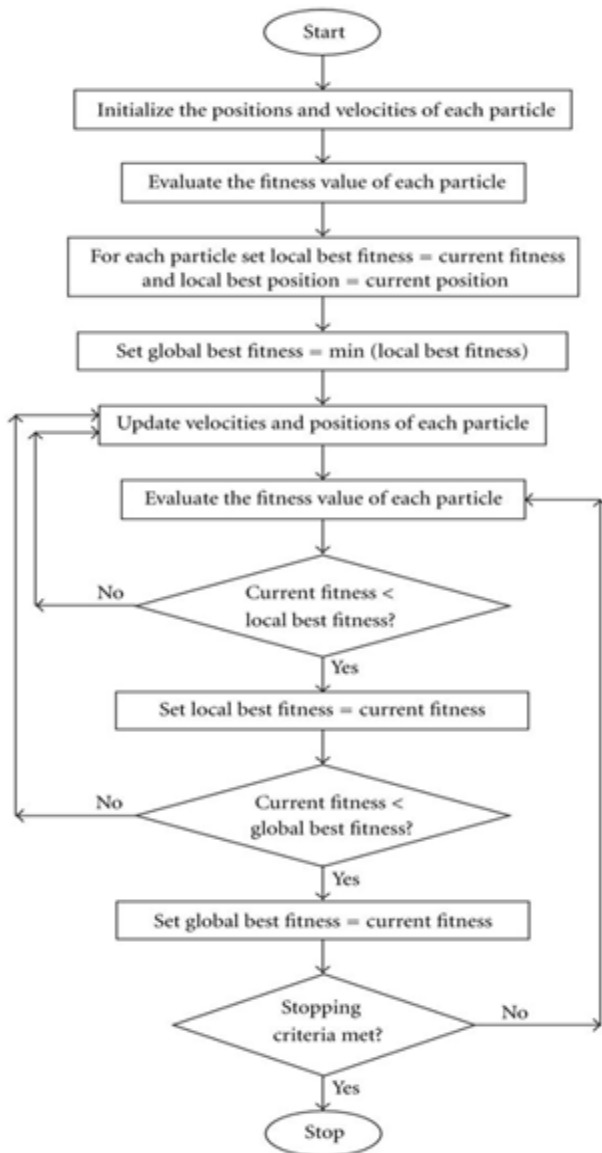 Start
Initialize the positions and velocities of each particle
Evaluate the fitness value of each particle
For each particle set local best fitness = current fitness
and local best position = current position
Set global best fitness = min (local best fitness)
Update velocities and positions of each particle
Evaluate the fitness value of each particle
No
Current fitness <
local best fitness?
Yes
Set local best fitness = current fitness
No
Current fitness <
global best fitness?
Yes
Set global best fitness = current fitness
Stopping
criteria met?
No
Yes
Stop